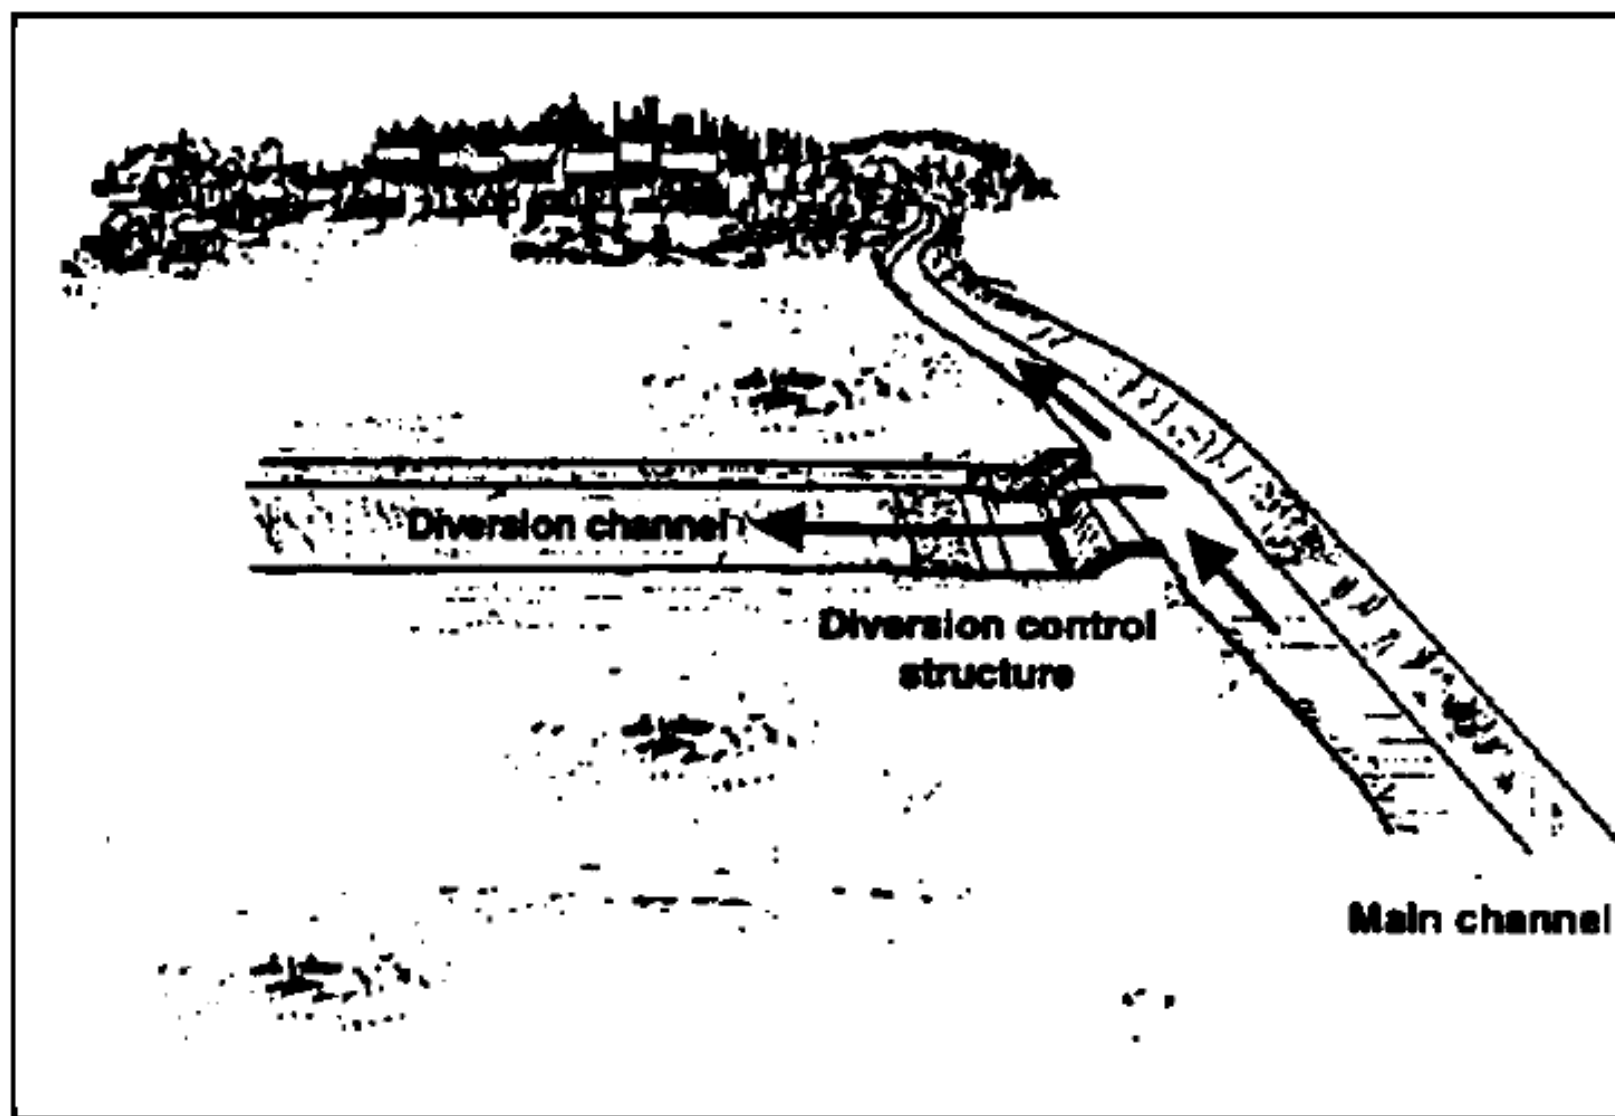 Diversion channel
Diversion control
structure
Main channel